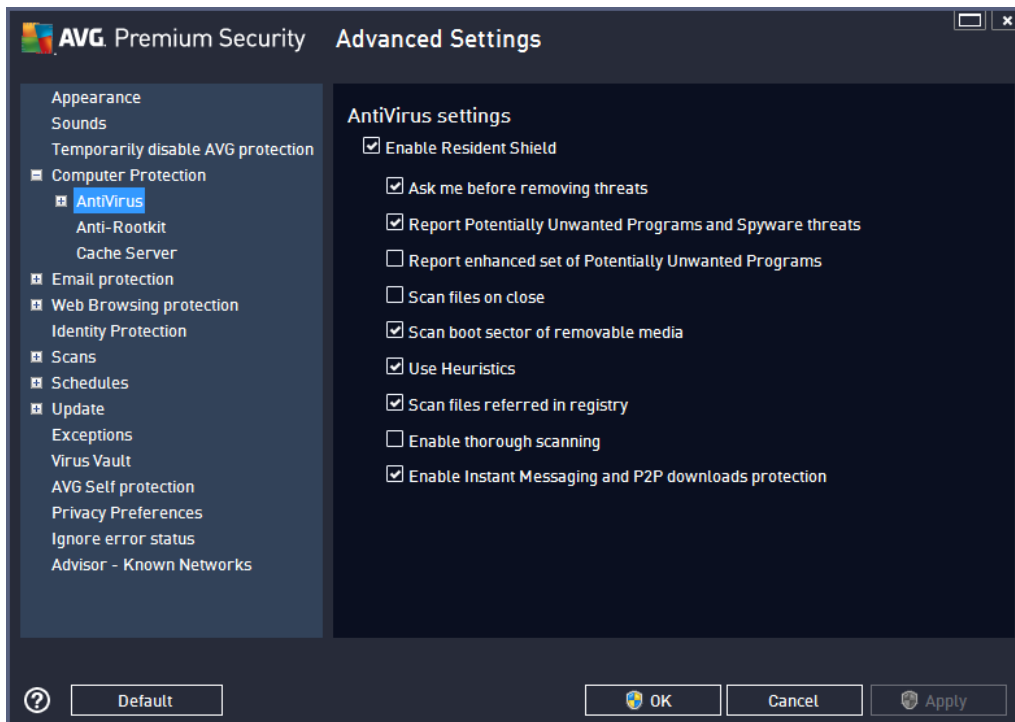 AVG. Premium Security
Advanced Settings
Appearance
Sounds
Temporarily disable AVG protection
Computer Protection
AntiVirus
Anti-Rootkit
Cache Server
Email protection
Web Browsing protection
Identity Protection
Scans
Schedules
Update
Exceptions
Virus Vault
AVG Self protection
Privacy Preferences
Ignore error status
Advisor - Known Networks
AntiVirus settings
Enable Resident Shield
Ask me before removing threats
Report Potentially Unwanted Programs and Spyware threats
Report enhanced set of Potentially Unwanted Programs
Scan files on close
Scan boot sector of removable media
Use Heuristics
Scan files referred in registry
Enable thorough scanning
Enable Instant Messaging and P2P downloads protection
?
Default
OK
Cancel
Apply